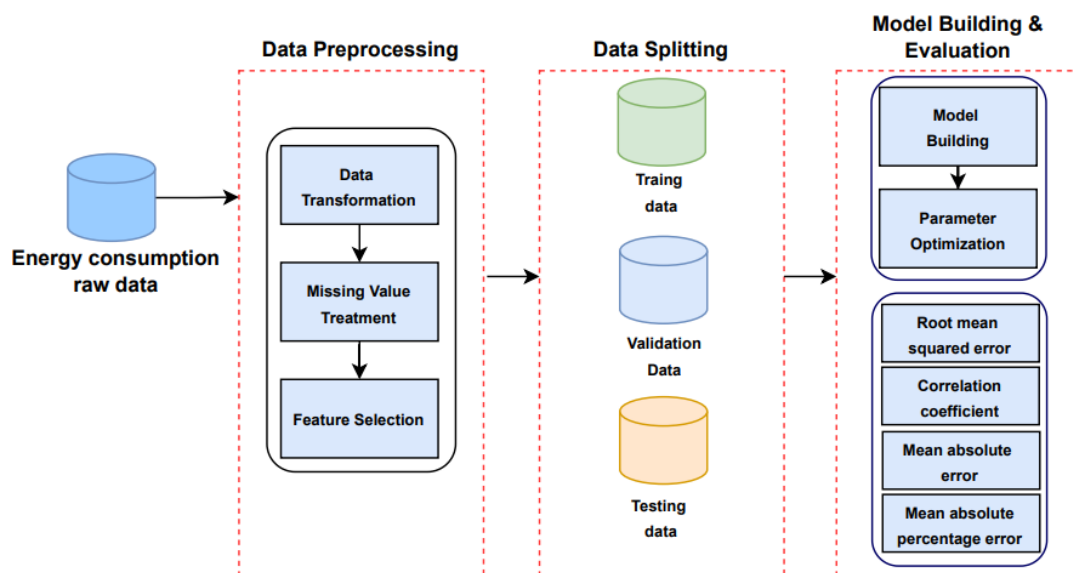 Energy consumption
raw data
Data Preprocessing
Data
Transformation
Missing Value
Treatment
Feature Selection
Data Splitting
Traing
data
Validation
Data
Testing
data
Model Building &
Evaluation
Model
Building
Parameter
Optimization
Root mean
squared error
Correlation
coefficient
Mean absolute
error
Mean absolute
percentage error